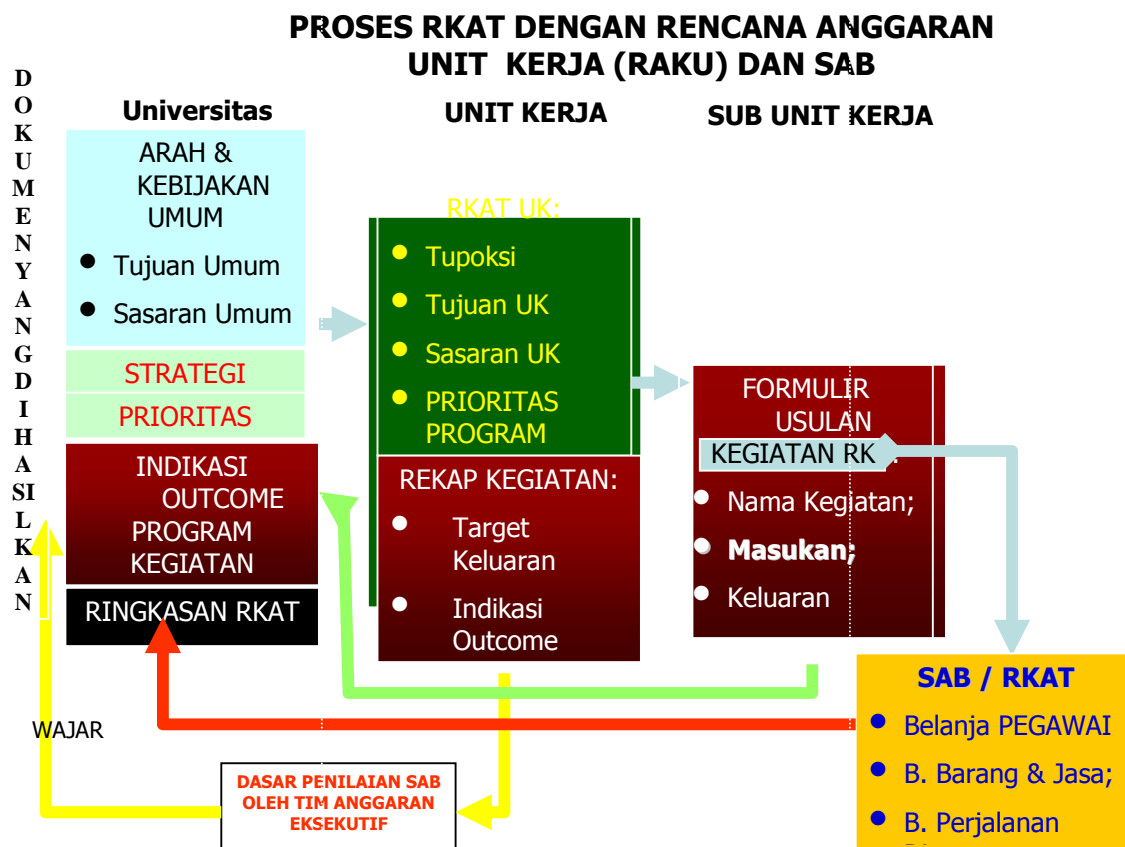 PROSES RKAT DENGAN RENCANA ANGGARAN
UNIT KERJA (RAKU) DAN SAB
D
O
K
U
M
E
N
Y
A
N
G
D
I
H
A
SI
L
K
A
N
Universitas
ARAH &
KEBIJAKAN
UMUM
● Tujuan Umum
● Sasaran Umum
STRATEGI
PRIORITAS
INDIKASI
OUTCOME
PROGRAM
KEGIATAN
RINGKASAN RKAT
UNIT KERJA
RKAT UK:
● Tupoksi
● Tujuan UK
● Sasaran UK
● PRIORITAS
PROGRAM
REKAP KEGIATAN:
● Target
Keluaran
● Indikasi
Outcome
SUB UNIT KERJA
FORMULIR
USULAN
KEGIATAN RK
● Nama Kegiatan;
● Masukan;
● Keluaran
SAB / RKAT
● Belanja PEGAWAI
● B. Barang & Jasa;
● B. Perjalanan
WAJAR
DASAR PENILAIAN SAB
OLEH TIM ANGGARAN
EKSEKUTIF